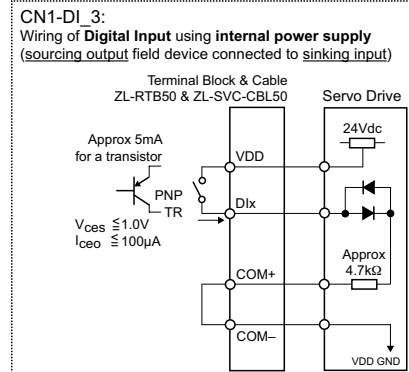 CN1-DI_3:
Wiring of Digital Input using internal power supply
(sourcing output field device connected to sinking input)
Terminal Block & Cable
ZL-RTB50 & ZL-SVC-CBL50
Servo Drive
Approx 5mA
for a transistor
24Vdc
VDD
PNP
TR
DIx
Vces ≦1.0V
Iceo ≦100µA
Approx
4.7kΩ
COM+
COM–
VDD GND